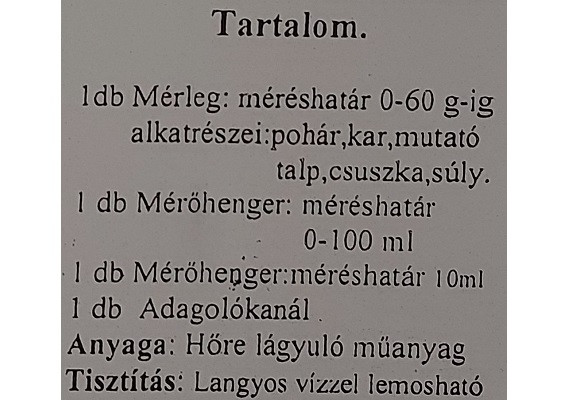 Tartalom.
1db Mérleg: méréshatár 0-60 g-ig
alkatrészei:pohár,kar,mutató
talp,csuszka,súly.
1 db Mérőhenger: méréshatár
0-100 ml
1 db Mérőhenger:méréshatár 10ml
1 db Adagolókanál
Anyaga: Hőre lágyuló műanyag
Tisztítás: Langyos vízzel lemosható